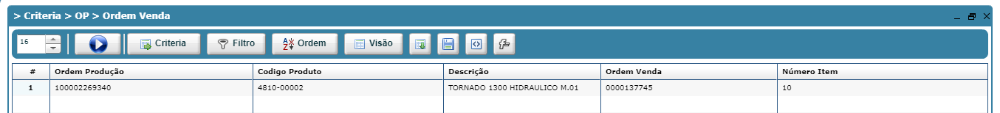 > Criteria > OP > Ordem Venda
16 Criteria Filtro Ordem Visão
# Ordem Produção Codigo Produto Descrição Ordem Venda Número Item
1 100002269340 4810-00002 TORNADO 1300 HIDRAULICO M.01 0000137745 10